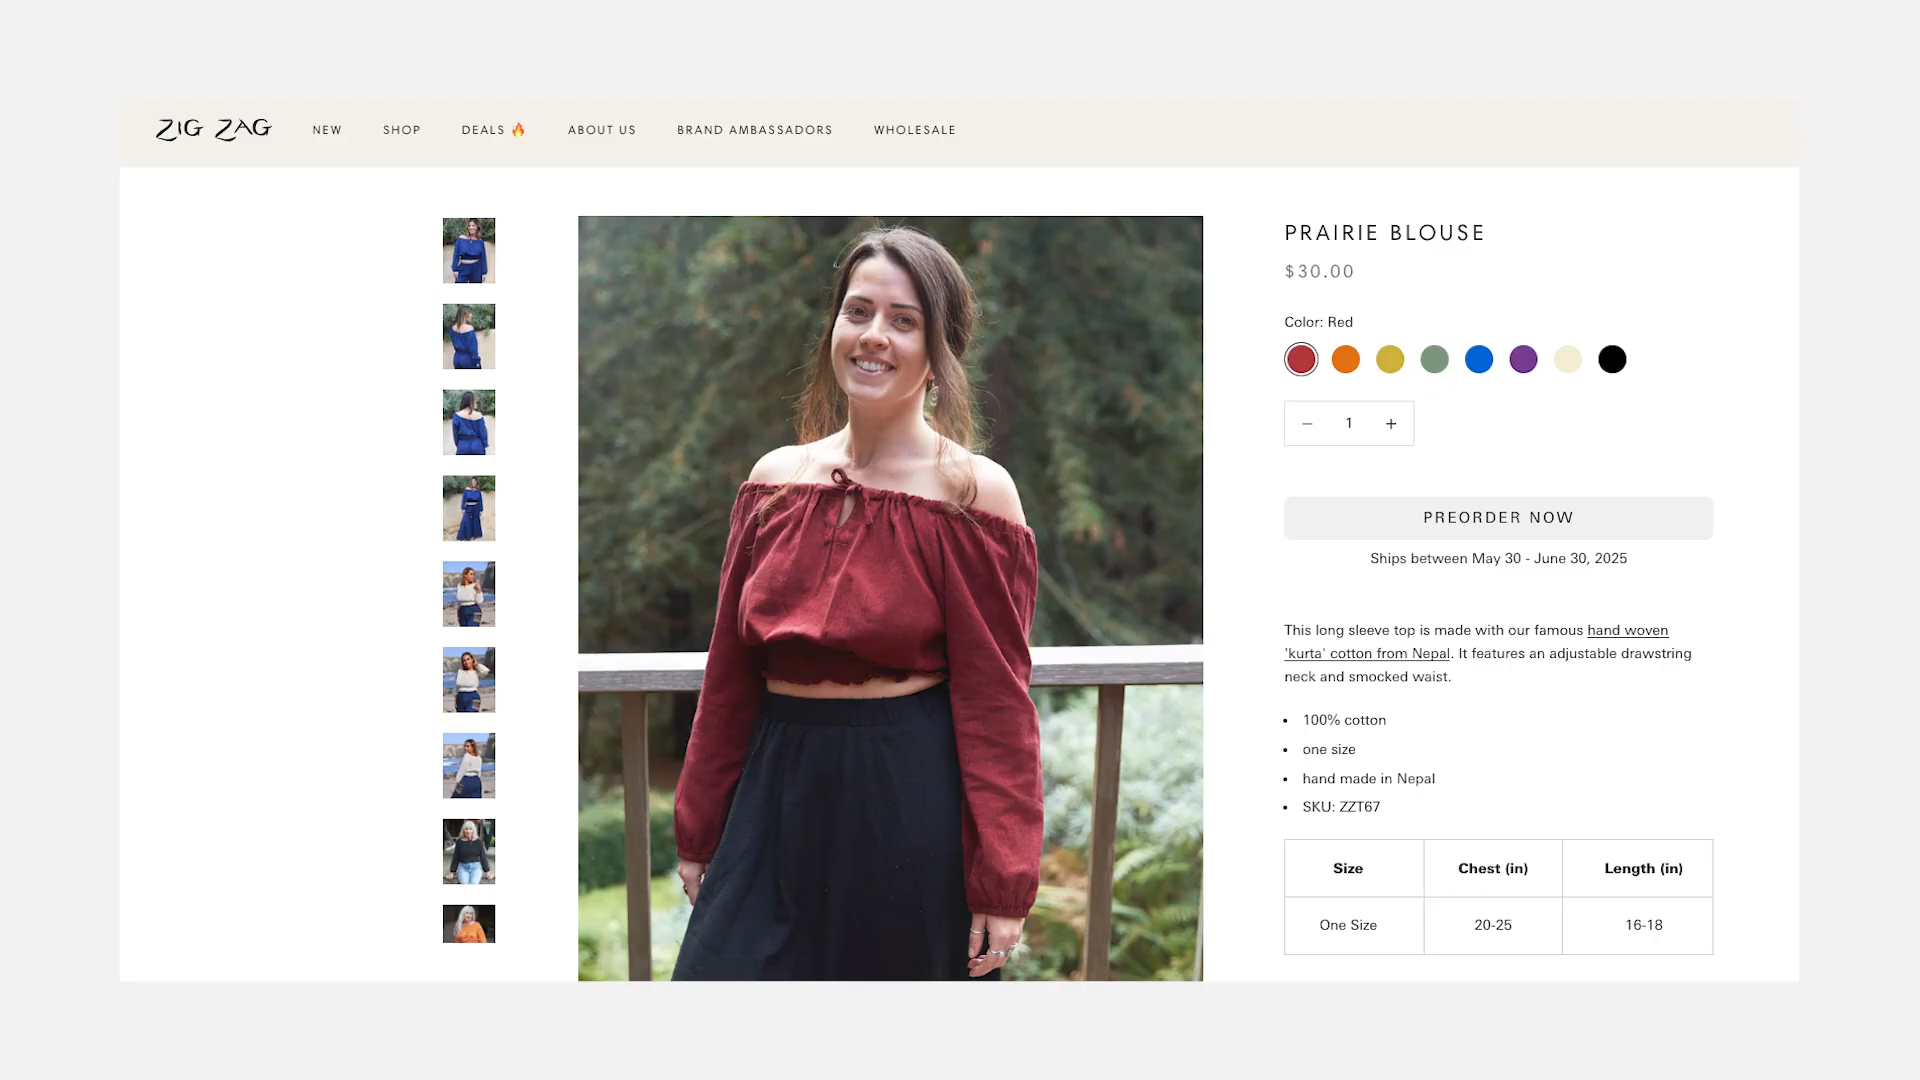 ZIG ZAG
NEW
SHOP
DEALS 🔥
ABOUT US
BRAND AMBASSADORS
WHOLESALE
PRAIRIE BLOUSE
$30.00
Color: Red
− 1 +
PREORDER NOW
Ships between May 30 - June 30, 2025
This long sleeve top is made with our famous hand woven
'kurta' cotton from Nepal. It features an adjustable drawstring
neck and smocked waist.
• 100% cotton
• one size
• hand made in Nepal
• SKU: ZZT67
Size Chest (in) Length (in)
One Size 20-25 16-18